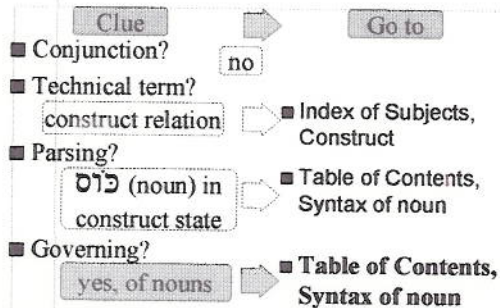 Clue Go to
■ Conjunction?
no
■ Technical term?
construct relation
■ Index of Subjects,
Construct
■ Parsing?
כּוֹס (noun) in
construct state
■ Table of Contents,
Syntax of noun
■ Governing?
yes, of nouns
■ Table of Contents,
Syntax of noun